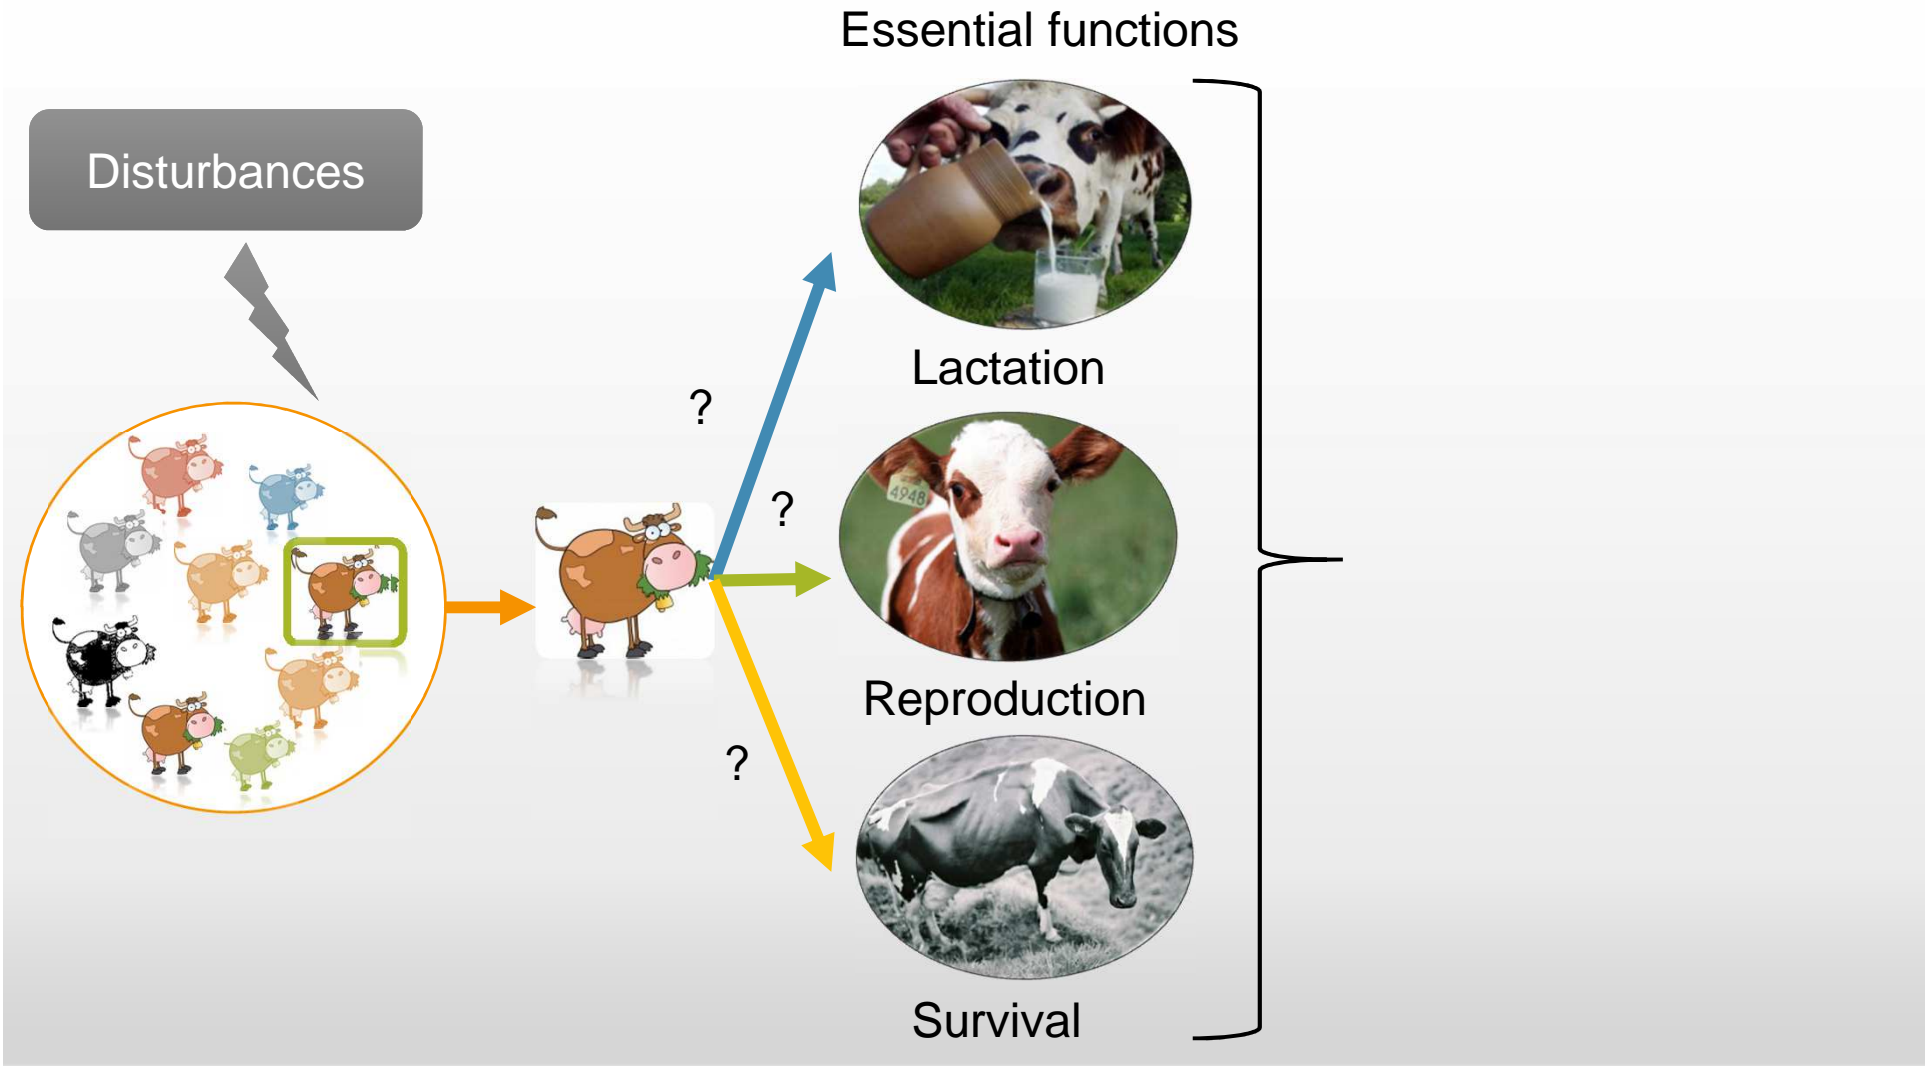 Essential functions
Disturbances
Lactation
?
4948
?
Reproduction
?
Survival